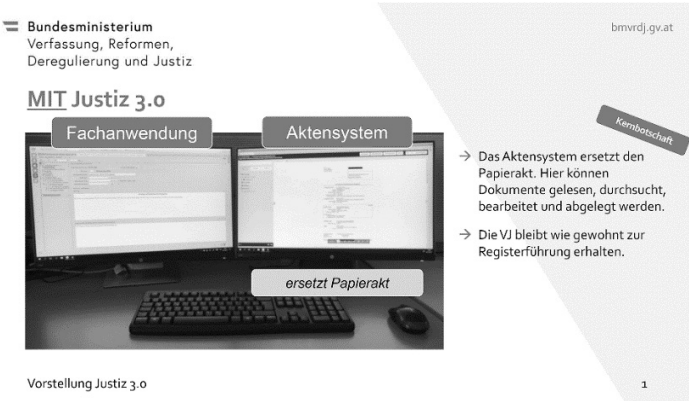 Bundesministerium
Verfassung, Reformen,
Deregulierung und Justiz
bmvrdj.gv.at
MIT Justiz 3.0
Fachanwendung
Aktensystem
ersetzt Papierakt
Kernbotschaft
→ Das Aktensystem ersetzt den
Papierakt. Hier können
Dokumente gelesen, durchsucht,
bearbeitet und abgelegt werden.
→ Die VJ bleibt wie gewohnt zur
Registerführung erhalten.
Vorstellung Justiz 3.0
1